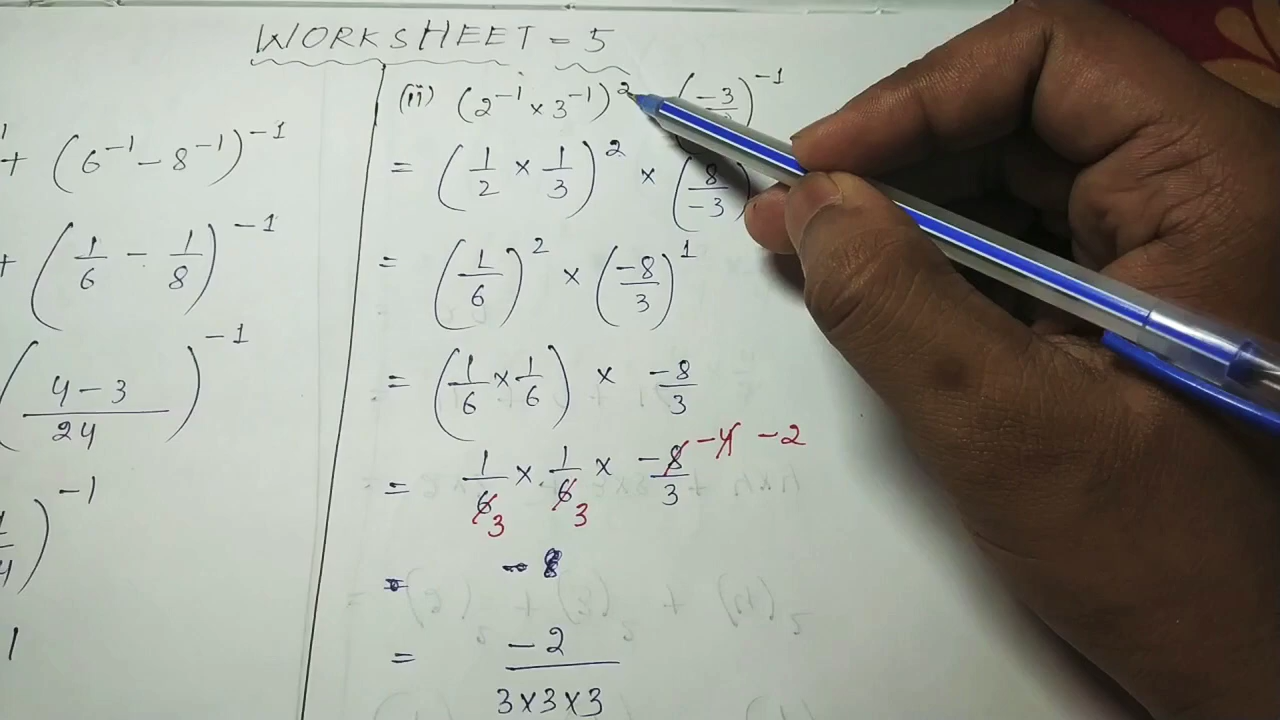 WORKSHEET = 5
+ (6^-1 - 8^-1)^-1
+ (1/6 - 1/8)^-1
(4-3/24)^-1
)^-1
1
(iii) (2^-1 × 3^-1)^2 (-3/)^-1
= (1/2 × 1/3)^2 × (8/-3)
= (1/6)^2 × (-8/3)^1
= (1/6 × 1/6) × -8/3
= 1/6 3 × 1/6 3 × -8/3 -4 -2
= -8
= -2/3×3×3